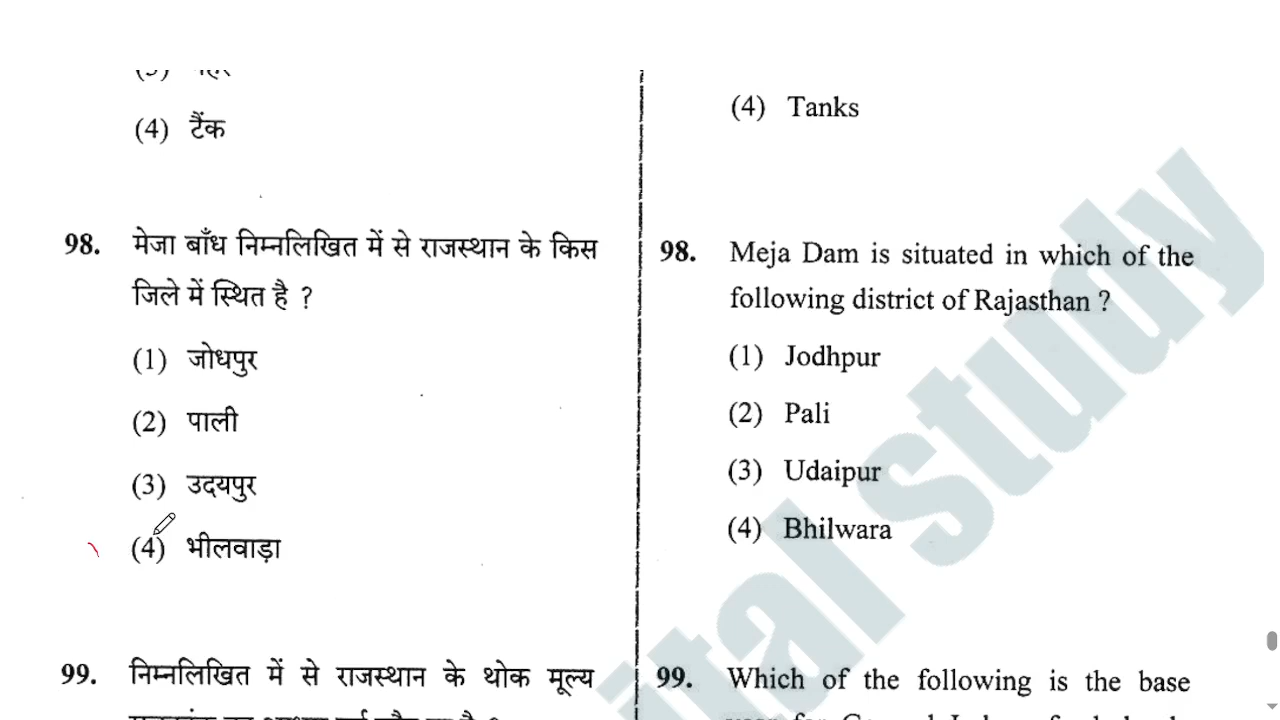 (4) टैंक
98. मेजा बाँध निम्नलिखित में से राजस्थान के किस
जिले में स्थित है ?
(1) जोधपुर
(2) पाली
(3) उदयपुर
(4) भीलवाड़ा
99. निम्नलिखित में से राजस्थान के थोक मूल्य
(4) Tanks
98. Meja Dam is situated in which of the
following district of Rajasthan ?
(1) Jodhpur
(2) Pali
(3) Udaipur
(4) Bhilwara
99. Which of the following is the base
ital study